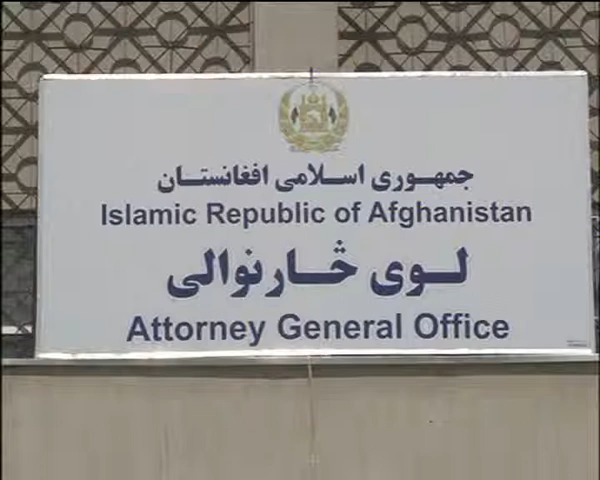 جمهوری اسلامی افغانستان
Islamic Republic of Afghanistan
لوی څارنوالی
Attorney General Office